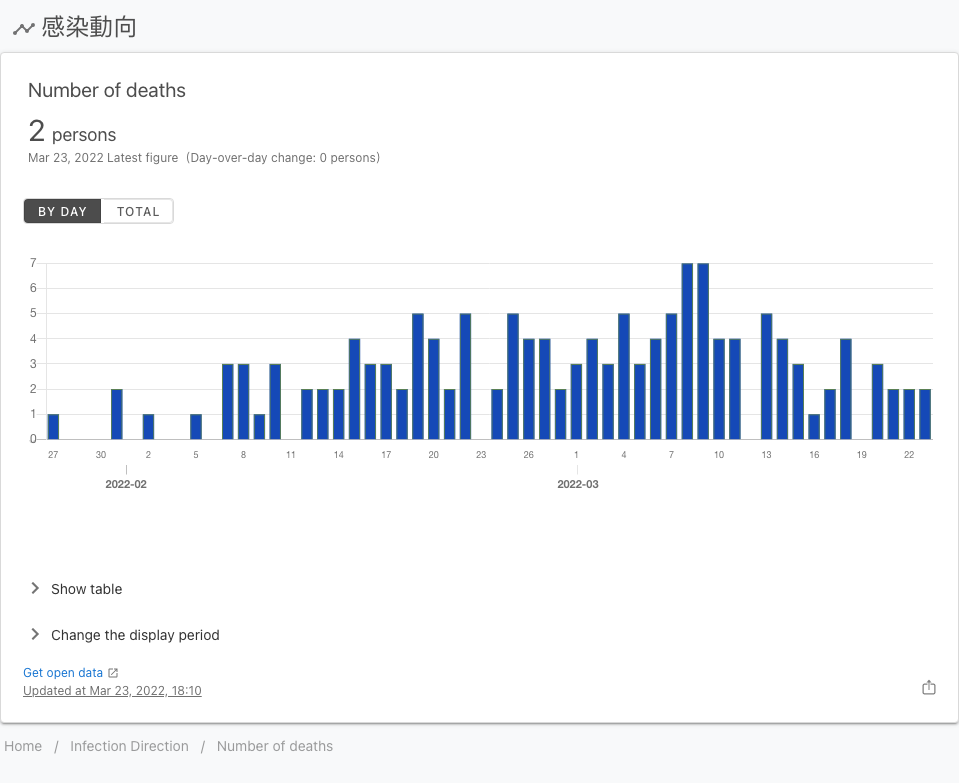 感染動向
Number of deaths
2 persons
Mar 23, 2022 Latest figure (Day-over-day change: 0 persons)
BY DAY TOTAL
7
6
5
4
3
2
1
0
27 30 2 5 8 11 14 17 20 23 26 1 4 7 10 13 16 19 22
2022-02 2022-03
Show table
Change the display period
Get open data
Updated at Mar 23, 2022, 18:10
Home / Infection Direction / Number of deaths